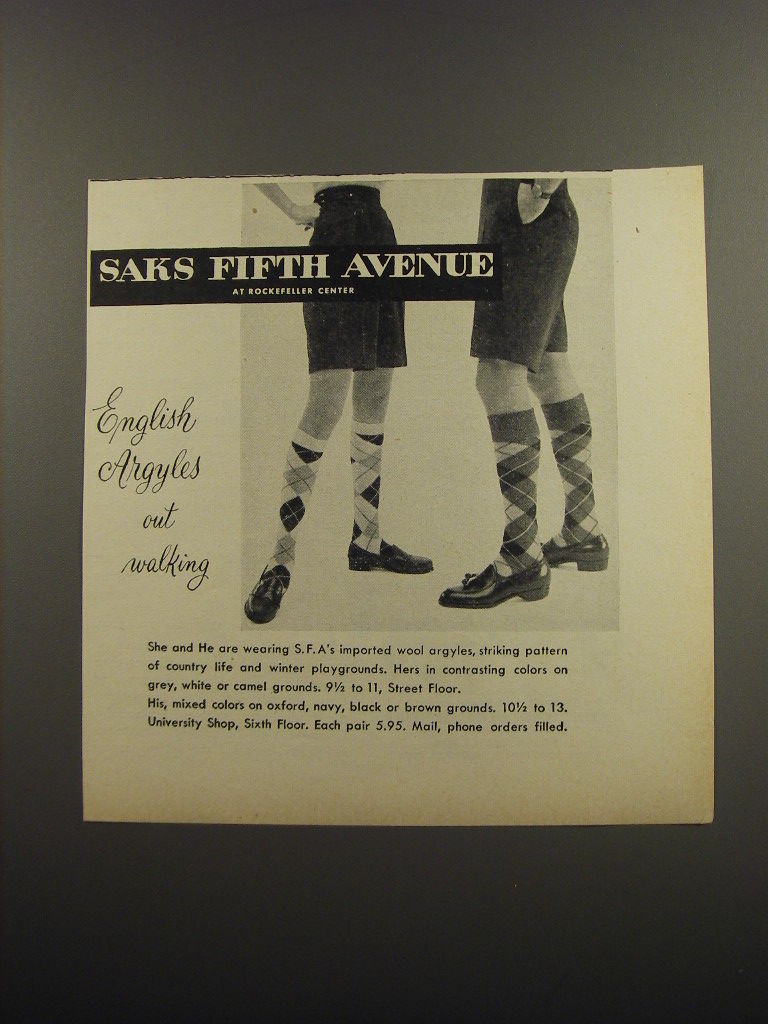 SAKS FIFTH AVENUE
AT ROCKEFELLER CENTER
English
Argyles
out
walking
She and He are wearing S.F.A's imported wool argyles, striking pattern
of country life and winter playgrounds. Hers in contrasting colors on
grey, white or camel grounds. 9½ to 11, Street Floor.
His, mixed colors on oxford, navy, black or brown grounds. 10½ to 13.
University Shop, Sixth Floor. Each pair 5.95. Mail, phone orders filled.